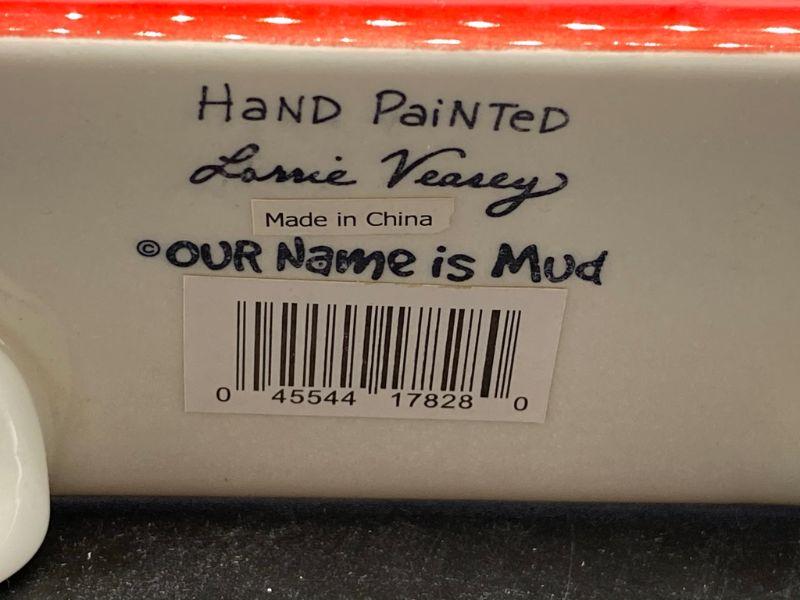 HaND PaiNTeD
Lorrie Veasey
Made in China
©OUR Name is Mud
0 45544 17828 0